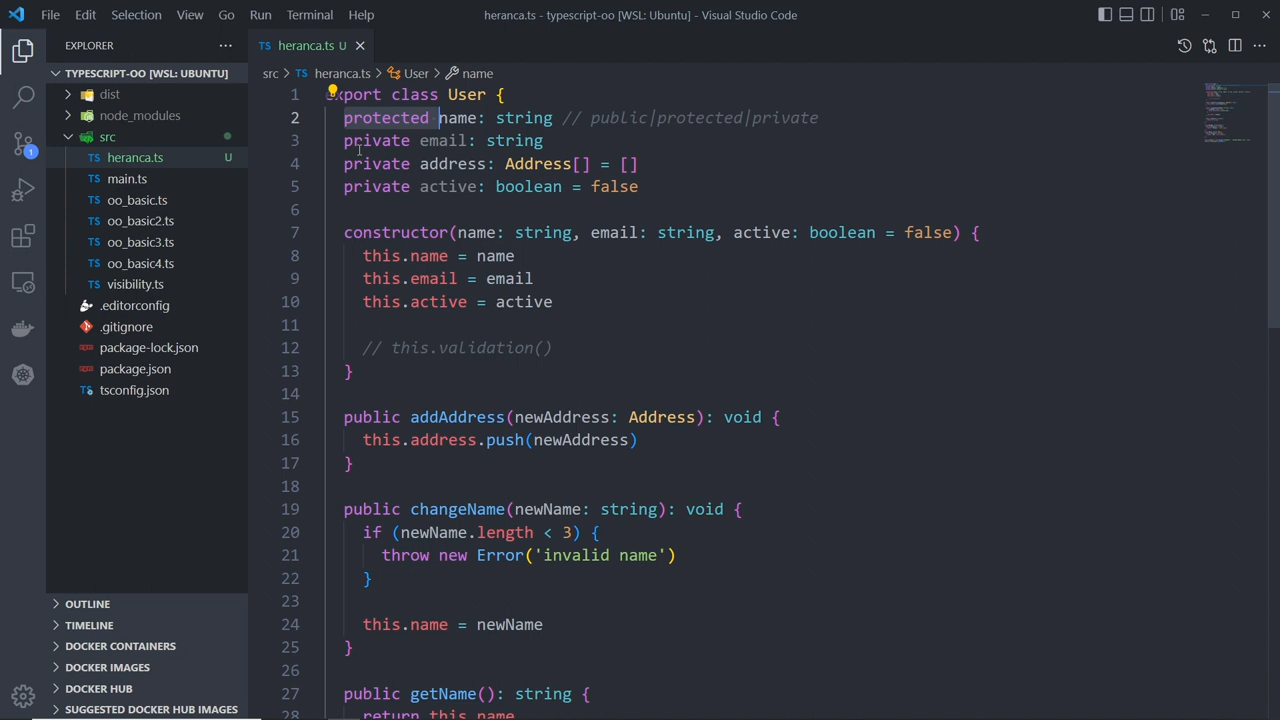 File Edit Selection View Go Run Terminal Help heranca.ts - typescript-oo [WSL: Ubuntu] - Visual Studio Code
EXPLORER
TS heranca.ts U
TYPESCRIPT-OO [WSL: UBUNTU]
src > TS heranca.ts > User > name
dist
node_modules
src
TS heranca.ts U
TS main.ts
TS oo_basic.ts
TS oo_basic2.ts
TS oo_basic3.ts
TS oo_basic4.ts
TS visibility.ts
.editorconfig
.gitignore
package-lock.json
package.json
tsconfig.json
OUTLINE
TIMELINE
DOCKER CONTAINERS
DOCKER IMAGES
DOCKER HUB
SUGGESTED DOCKER HUB IMAGES
1
1 export class User {
2 protected name: string // public|protected|private
3 private email: string
4 private address: Address[] = []
5 private active: boolean = false
6
7 constructor(name: string, email: string, active: boolean = false) {
8 this.name = name
9 this.email = email
10 this.active = active
11
12 // this.validation()
13 }
14
15 public addAddress(newAddress: Address): void {
16 this.address.push(newAddress)
17 }
18
19 public changeName(newName: string): void {
20 if (newName.length < 3) {
21 throw new Error('invalid name')
22 }
23
24 this.name = newName
25 }
26
27 public getName(): string {
28 return this.name